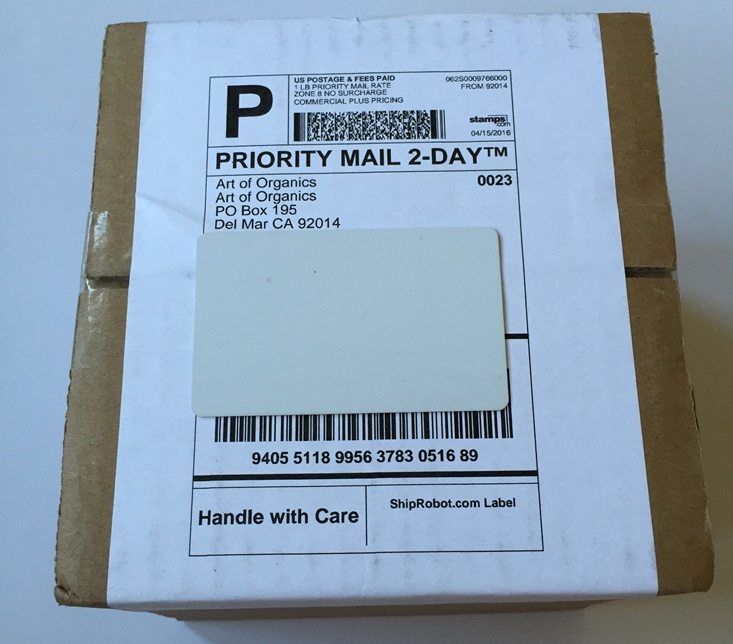 P
US POSTAGE & FEES PAID
1 LB PRIORITY MAIL RATE
ZONE 8 NO SURCHARGE
COMMERCIAL PLUS PRICING
062S0009766000
FROM 92014
stamps.com
04/15/2016
PRIORITY MAIL 2-DAY™
Art of Organics
Art of Organics
PO Box 195
Del Mar CA 92014
0023
9405 5118 9956 3783 0516 89
Handle with Care
ShipRobot.com Label